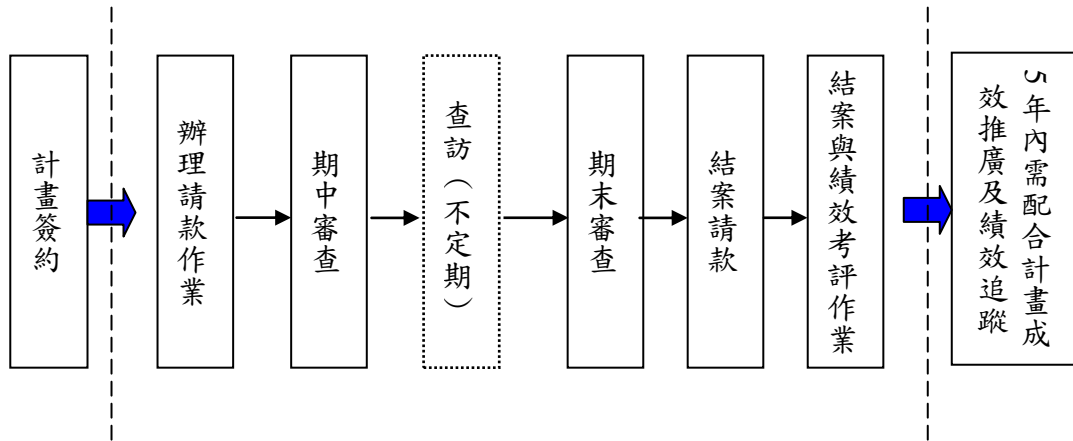 計畫簽約
辦理請款作業
期中審查
查訪（不定期）
期末審查
結案請款
結案與績效考評作業
5年內需配合計畫成
效推廣及績效追蹤